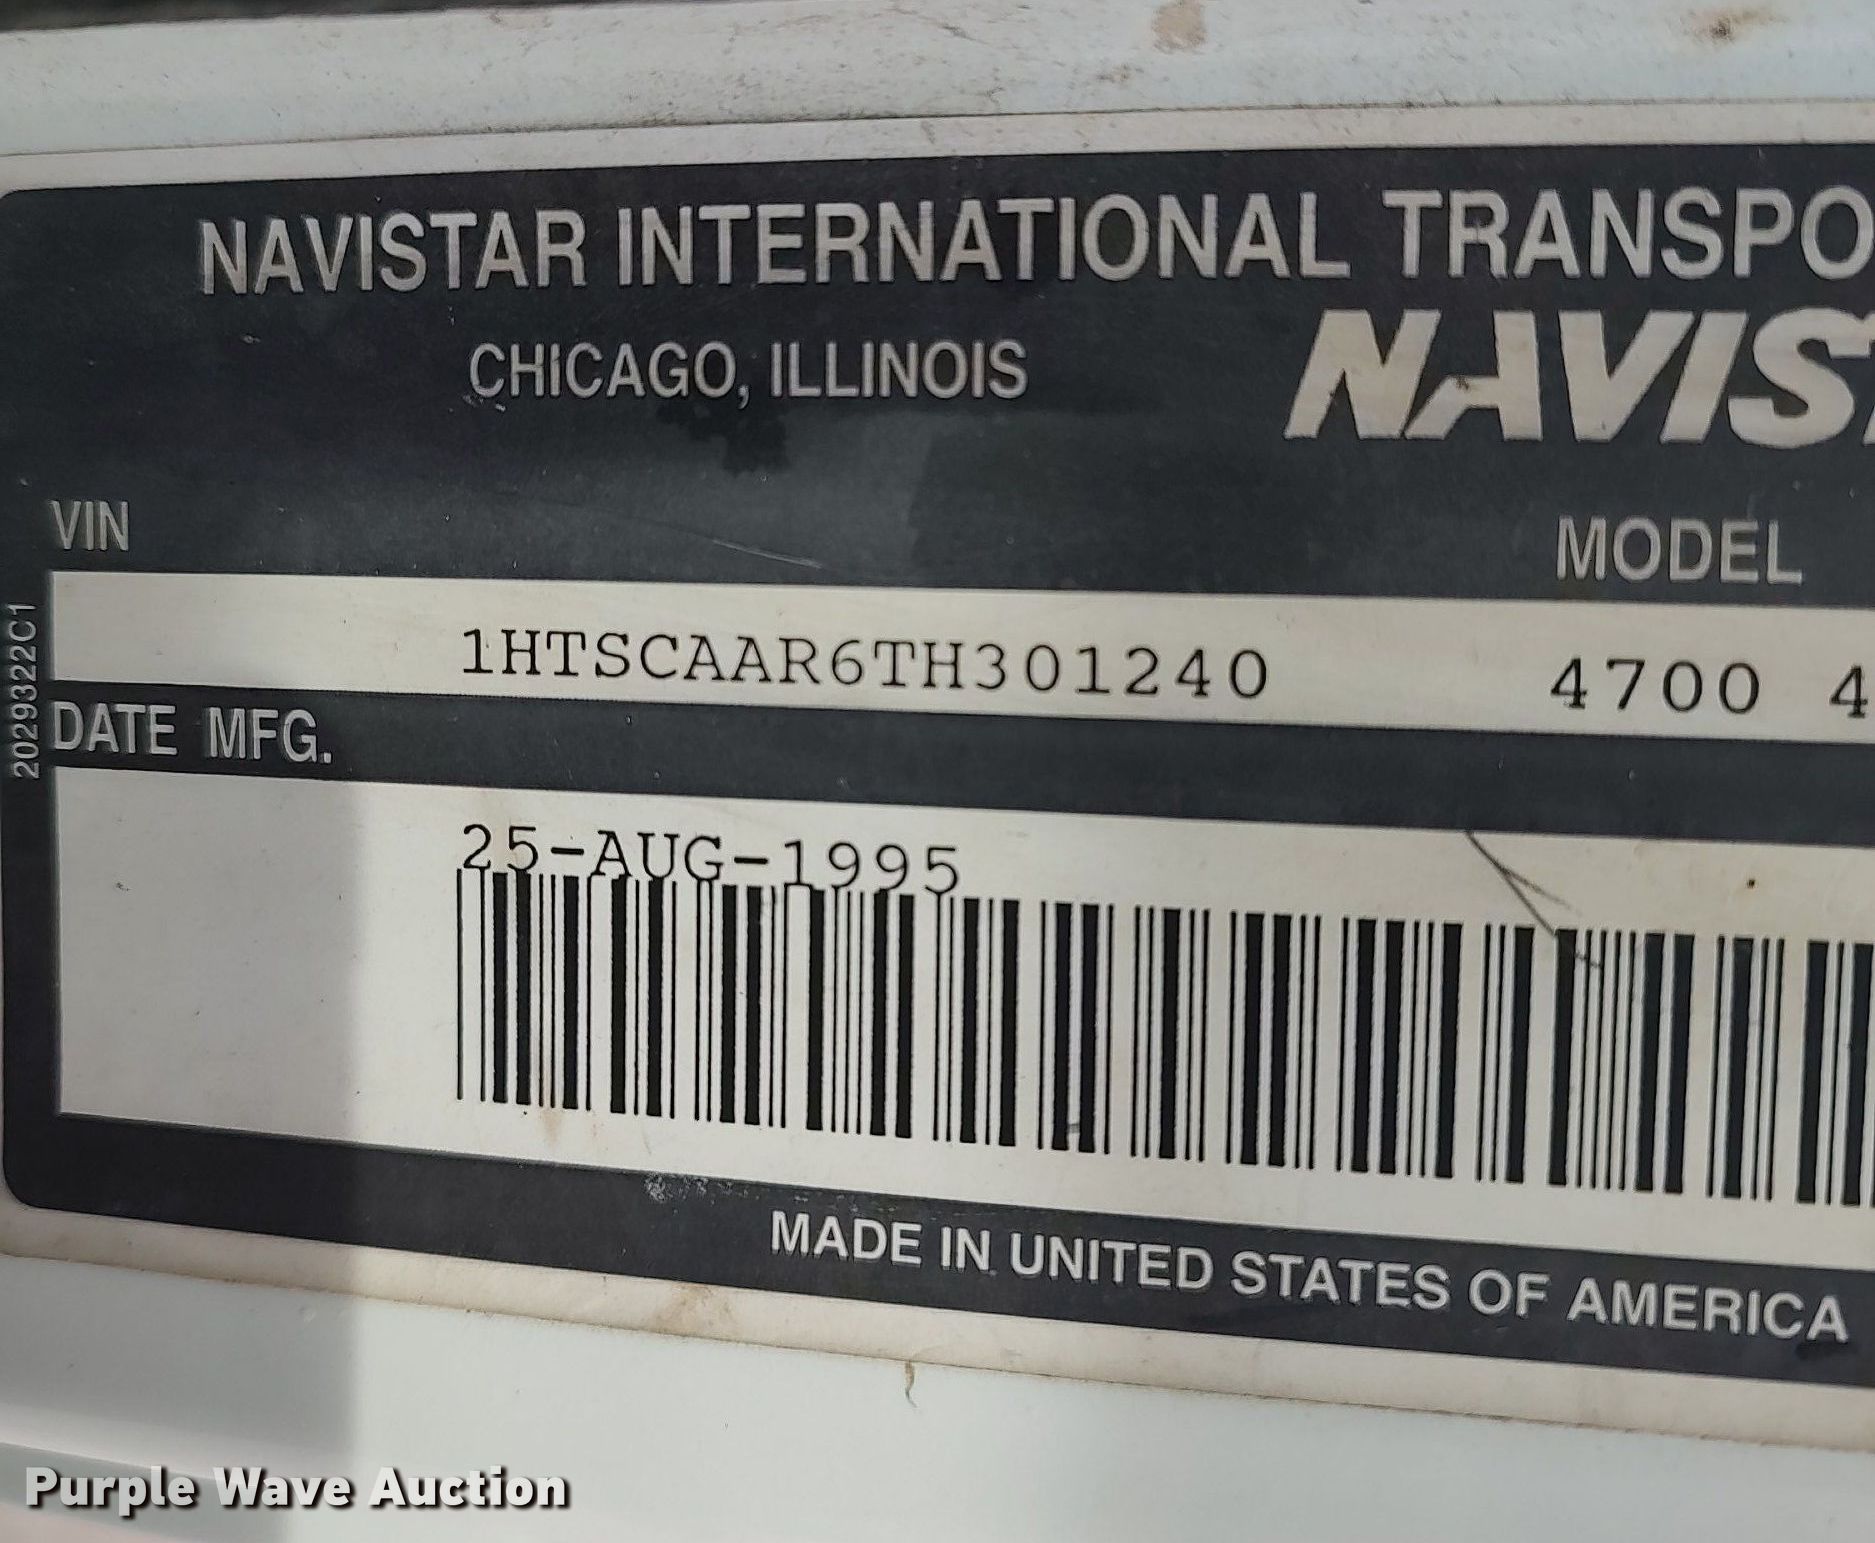 NAVISTAR INTERNATIONAL TRANSPO
CHICAGO, ILLINOIS
NAVIS
VIN
MODEL
1HTSCAAR6TH301240
4700 4
2029322C1
DATE MFG.
25-AUG-1995
MADE IN UNITED STATES OF AMERICA
Purple Wave Auction